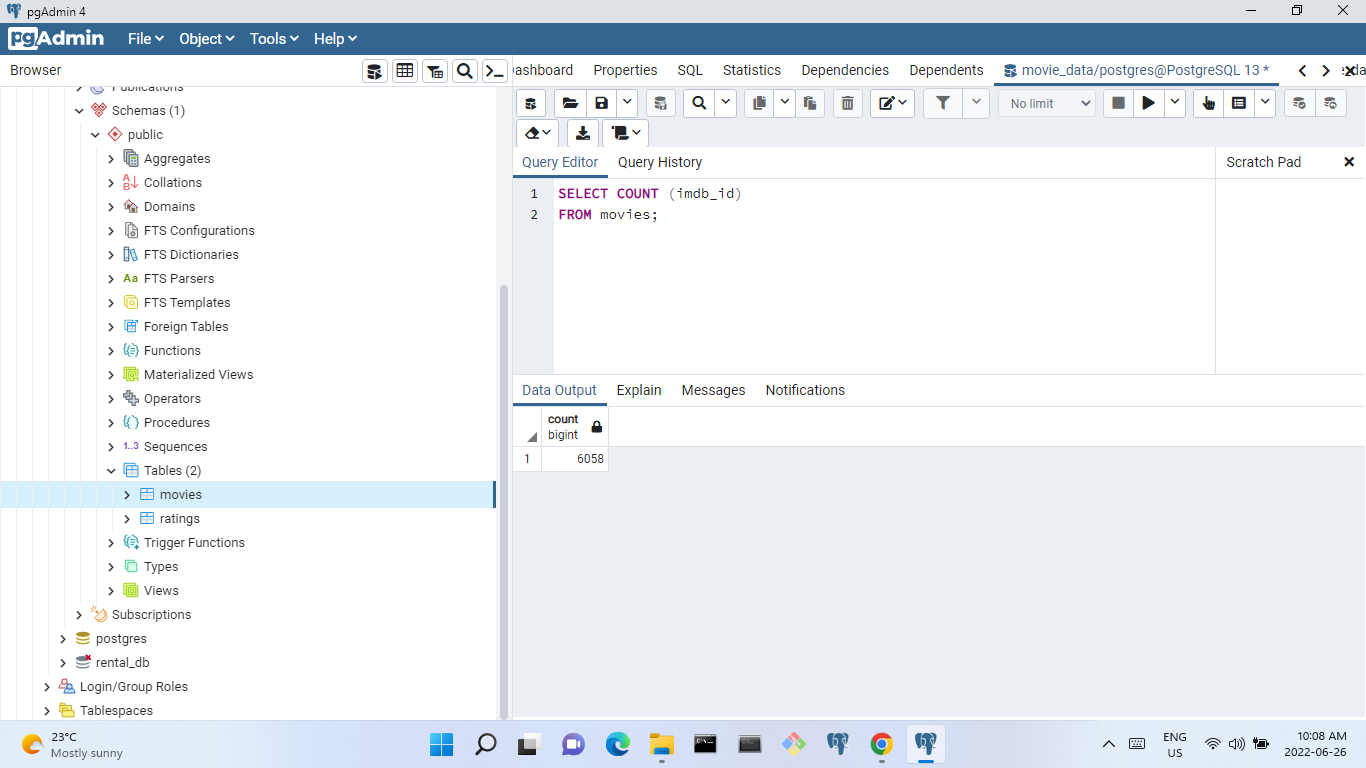 pgAdmin 4
pgAdmin
File Object Tools Help
Browser
Dashboard Properties SQL Statistics Dependencies Dependents movie_data/postgres@PostgreSQL 13 *
Publications
Schemas (1)
public
Aggregates
Collations
Domains
FTS Configurations
FTS Dictionaries
Aa FTS Parsers
FTS Templates
Foreign Tables
Functions
Materialized Views
Operators
Procedures
1..3 Sequences
Tables (2)
movies
ratings
Trigger Functions
Types
Views
Subscriptions
postgres
rental_db
Login/Group Roles
Tablespaces
No limit
Query Editor Query History
Scratch Pad
1 SELECT COUNT (imdb_id)
2 FROM movies;
Data Output Explain Messages Notifications
count
bigint
1 6058
23°C
Mostly sunny
ENG
US
10:08 AM
2022-06-26